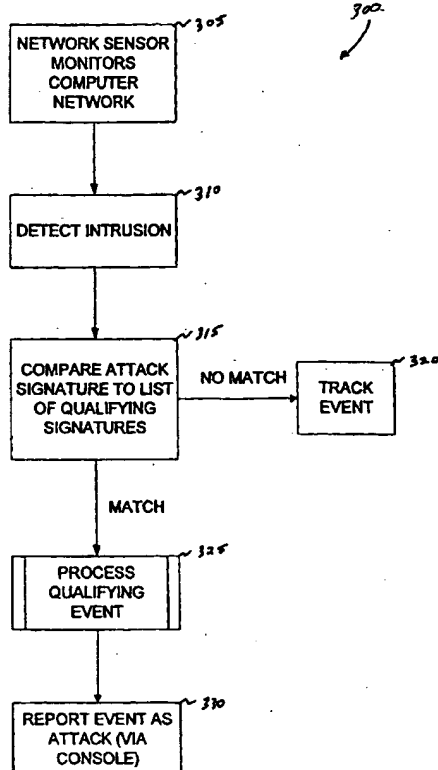 300
305
NETWORK SENSOR
MONITORS
COMPUTER
NETWORK
310
DETECT INTRUSION
315
COMPARE ATTACK
SIGNATURE TO LIST
OF QUALIFYING
SIGNATURES
NO MATCH
320
TRACK
EVENT
MATCH
325
PROCESS
QUALIFYING
EVENT
330
REPORT EVENT AS
ATTACK (VIA
CONSOLE)